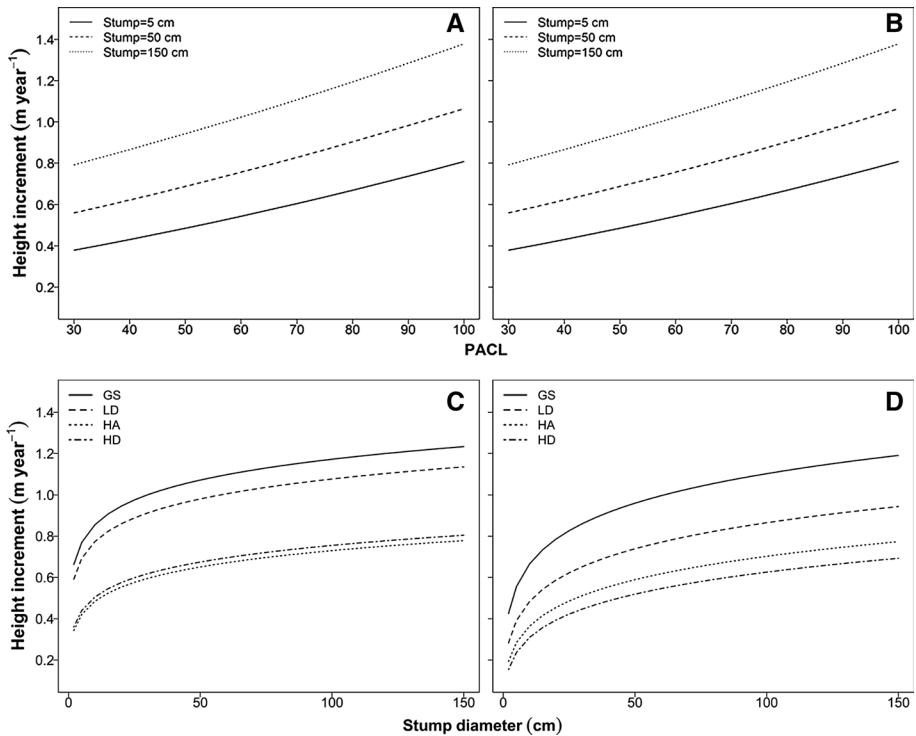 A
Stump=5 cm
Stump=50 cm
Stump=150 cm
Height increment (m year−1)
1.4
1.2
1.0
0.8
0.6
0.4
0.2
30 40 50 60 70 80 90 100
B
Stump=5 cm
Stump=50 cm
Stump=150 cm
30 40 50 60 70 80 90 100
PACL
C
GS
LD
HA
HD
Height increment (m year−1)
1.4
1.2
1.0
0.8
0.6
0.4
0.2
0 50 100 150
D
GS
LD
HA
HD
0 50 100 150
Stump diameter (cm)